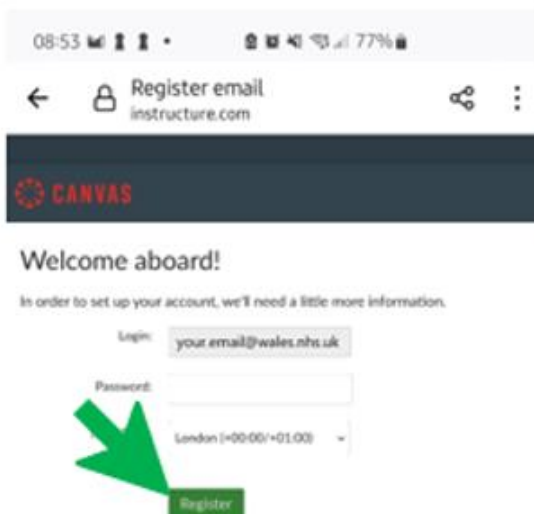 08:53
77%
Register email
instructure.com
CANVAS
Welcome aboard!
In order to set up your account, we'll need a little more information.
Login: your.email@wales.nhs.uk
Password:
London (+00:00/+01:00)
Register